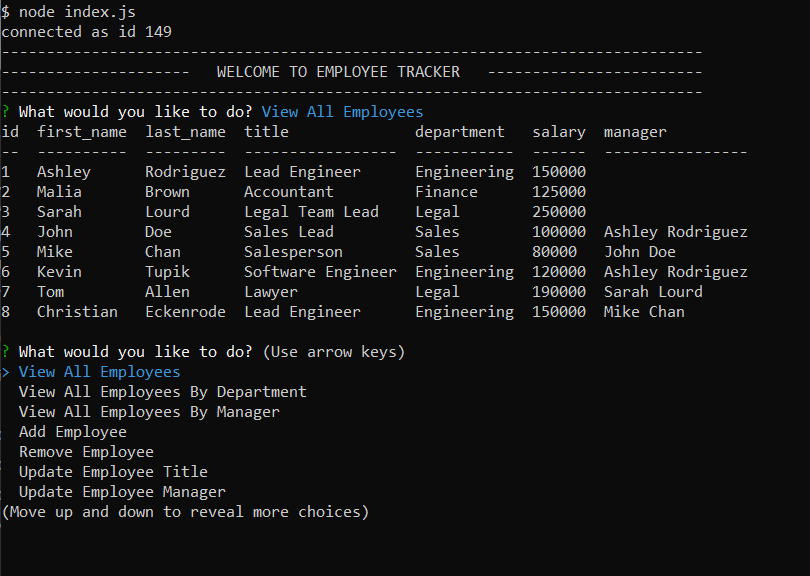 $ node index.js
connected as id 149
------------------------------------------------------------------------------
---------------------   WELCOME TO EMPLOYEE TRACKER   ------------------------
------------------------------------------------------------------------------
? What would you like to do? View All Employees
id  first_name  last_name  title              department   salary  manager
--  ----------  ---------  -----------------  -----------  ------  ----------------
1   Ashley      Rodriguez  Lead Engineer      Engineering  150000
2   Malia       Brown      Accountant         Finance      125000
3   Sarah       Lourd      Legal Team Lead    Legal        250000
4   John        Doe        Sales Lead         Sales        100000  Ashley Rodriguez
5   Mike        Chan       Salesperson        Sales        80000   John Doe
6   Kevin       Tupik      Software Engineer  Engineering  120000  Ashley Rodriguez
7   Tom         Allen      Lawyer             Legal        190000  Sarah Lourd
8   Christian   Eckenrode  Lead Engineer      Engineering  150000  Mike Chan
? What would you like to do? (Use arrow keys)
> View All Employees
  View All Employees By Department
  View All Employees By Manager
  Add Employee
  Remove Employee
  Update Employee Title
  Update Employee Manager
(Move up and down to reveal more choices)